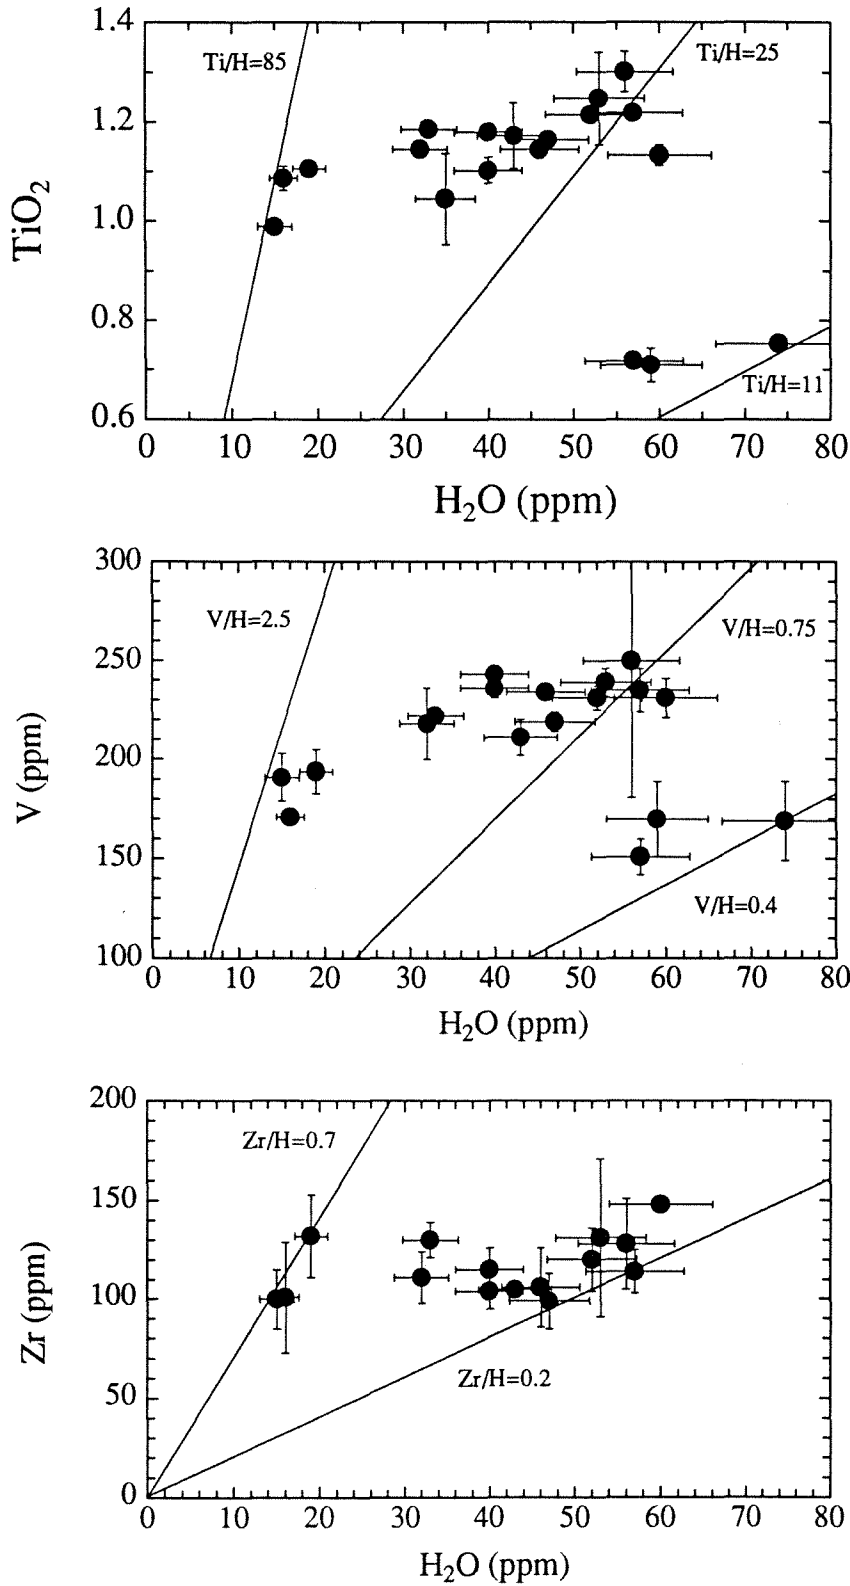 1.4
Ti/H=85
Ti/H=25
1.2
1.0
TiO2
0.8
Ti/H=11
0.6
0 10 20 30 40 50 60 70 80
H2O (ppm)
300
V/H=2.5
V/H=0.75
250
200
V (ppm)
150
V/H=0.4
100
0 10 20 30 40 50 60 70 80
H2O (ppm)
200
Zr/H=0.7
150
Zr (ppm)
100
Zr/H=0.2
50
0
0 10 20 30 40 50 60 70 80
H2O (ppm)